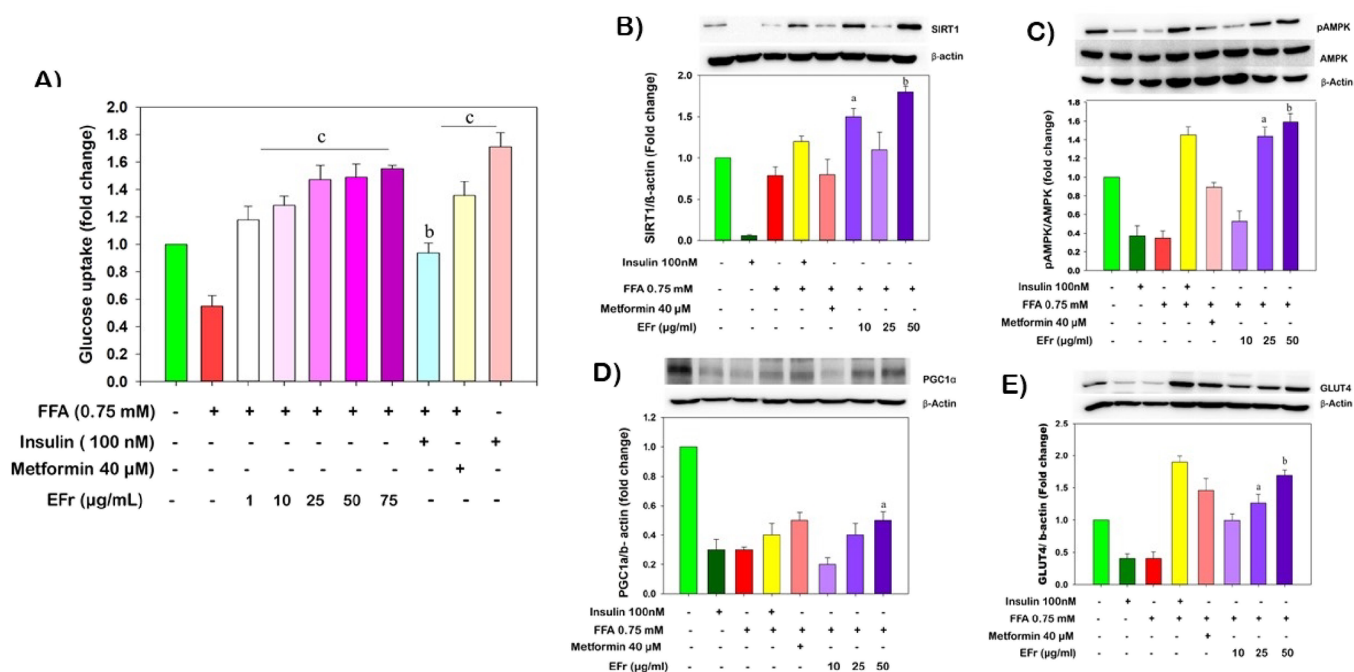 A)
Glucose uptake (fold change)
2.0
1.8
1.6
1.4
1.2
1.0
0.8
0.6
0.4
0.2
0.0
c
b
c
FFA (0.75 mM) - + + + + + + + + -
Insulin (100 nM) - - - - - - - + - +
Metformin 40 µM) - - - - - - - - + -
EFr (µg/mL) - - 1 10 25 50 75 - - -
B)
SIRT1
β-actin
SIRT1/ß-actin (Fold change)
2.0
1.5
1.0
0.5
0.0
a
b
Insulin 100nM - + - + - - - -
FFA 0.75 mM - - + + + + + +
Metformin 40 µM - - - - + - - -
EFr (µg/ml) - - - - - 10 25 50
C)
pAMPK
AMPK
β-Actin
pAMPK/AMPK (fold change)
1.8
1.6
1.4
1.2
1.0
0.8
0.6
0.4
0.2
0.0
a
b
Insulin 100nM - + - + - - - -
FFA 0.75 mM - - + + + + + +
Metformin 40 µM - - - - + - - -
EFr (µg/ml) - - - - - 10 25 50
D)
PGC1α
β-Actin
PGC1a/b- actin (fold change)
1.2
1.0
0.8
0.6
0.4
0.2
0.0
a
Insulin 100nM - + - + - - - -
FFA 0.75 mM - - + + + + + +
Metformin 40 µM - - - - + - - -
EFr (µg/ml) - - - - - 10 25 50
E)
GLUT4
β-Actin
GLUT4/ b-actin (Fold change)
2.5
2.0
1.5
1.0
0.5
0.0
a
b
Insulin 100nM - + - + - - - -
FFA 0.75 mM - - + + + + + +
Metformin 40 µM - - - - + - - -
EFr (µg/ml) - - - - - 10 25 50